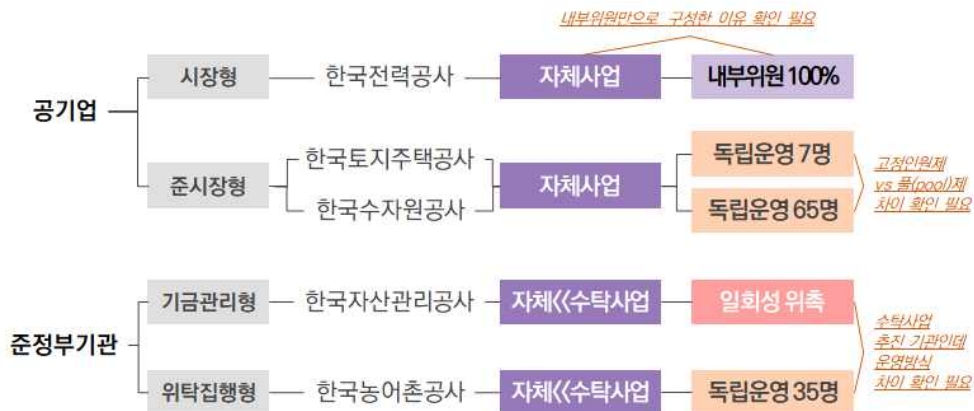 내부위원만으로 구성한 이유 확인 필요
공기업
시장형
한국전력공사
자체사업
내부위원 100%
준시장형
한국토지주택공사
한국수자원공사
자체사업
독립운영 7명
독립운영 65명
고정인원제
vs 풀(pool)제
차이 확인 필요
준정부기관
기금관리형
한국자산관리공사
자체<<수탁사업
일회성 위촉
위탁집행형
한국농어촌공사
자체<<수탁사업
독립운영 35명
수탁사업
추진 기관인데
운영방식
차이 확인 필요